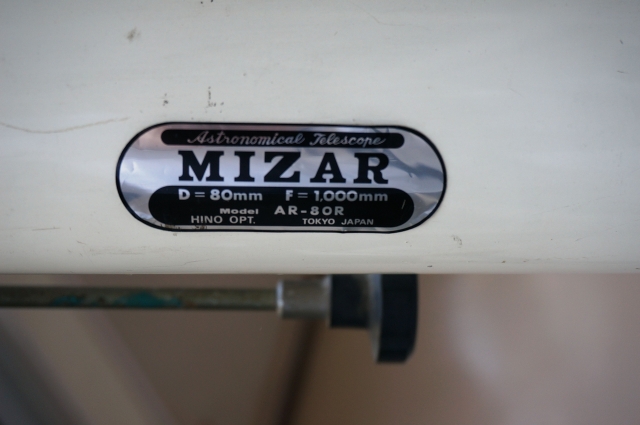 Astronomical Telescope
MIZAR
D=80mm F=1,000mm
Model AR-80R
HINO OPT. TOKYO JAPAN